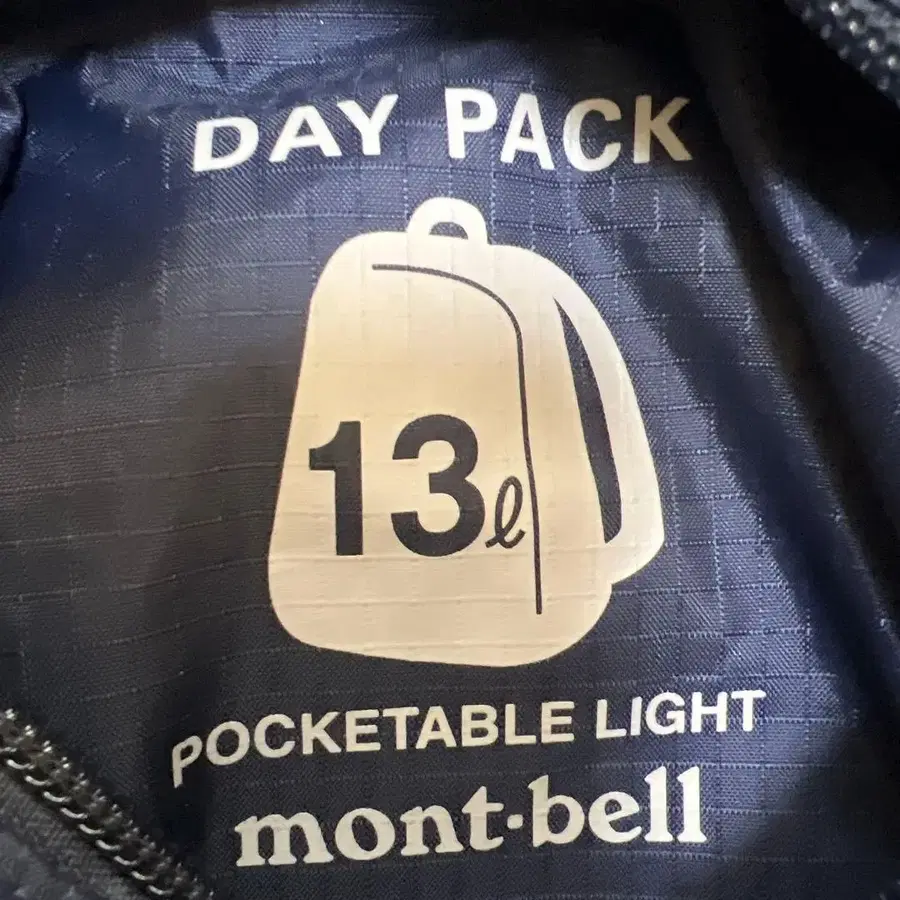 DAY PACK
13ℓ
POCKETABLE LIGHT
mont·bell